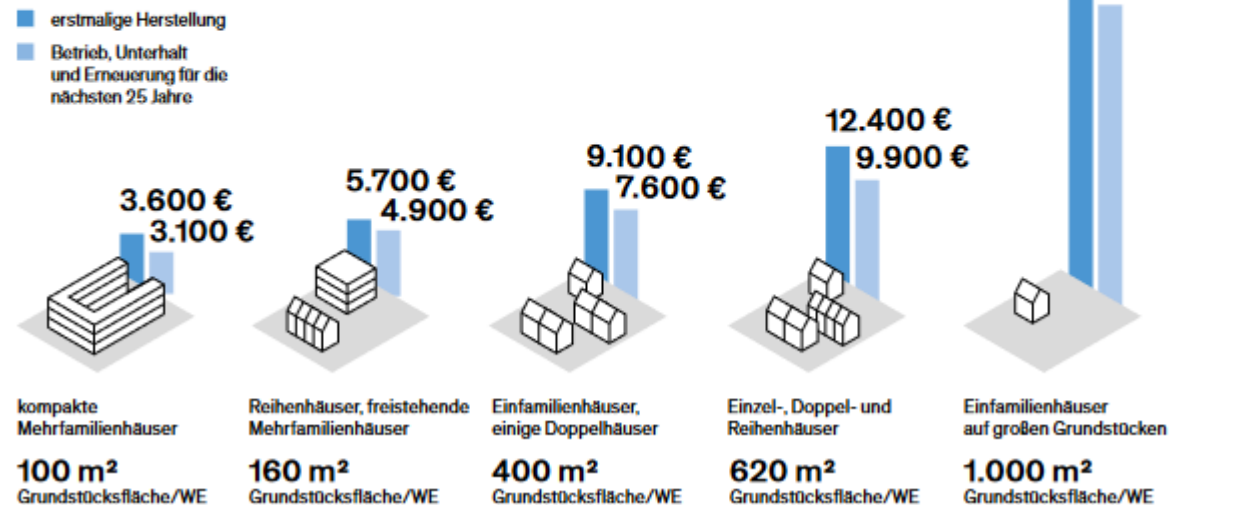 erstmalige Herstellung
Betrieb, Unterhalt
und Erneuerung für die
nächsten 25 Jahre
3.600 €
3.100 €
5.700 €
4.900 €
9.100 €
7.600 €
12.400 €
9.900 €
kompakte
Mehrfamilienhäuser
100 m²
Grundstücksfläche/WE
Reihenhäuser, freistehende
Mehrfamilienhäuser
160 m²
Grundstücksfläche/WE
Einfamilienhäuser,
einige Doppelhäuser
400 m²
Grundstücksfläche/WE
Einzel-, Doppel- und
Reihenhäuser
620 m²
Grundstücksfläche/WE
Einfamilienhäuser
auf großen Grundstücken
1.000 m²
Grundstücksfläche/WE